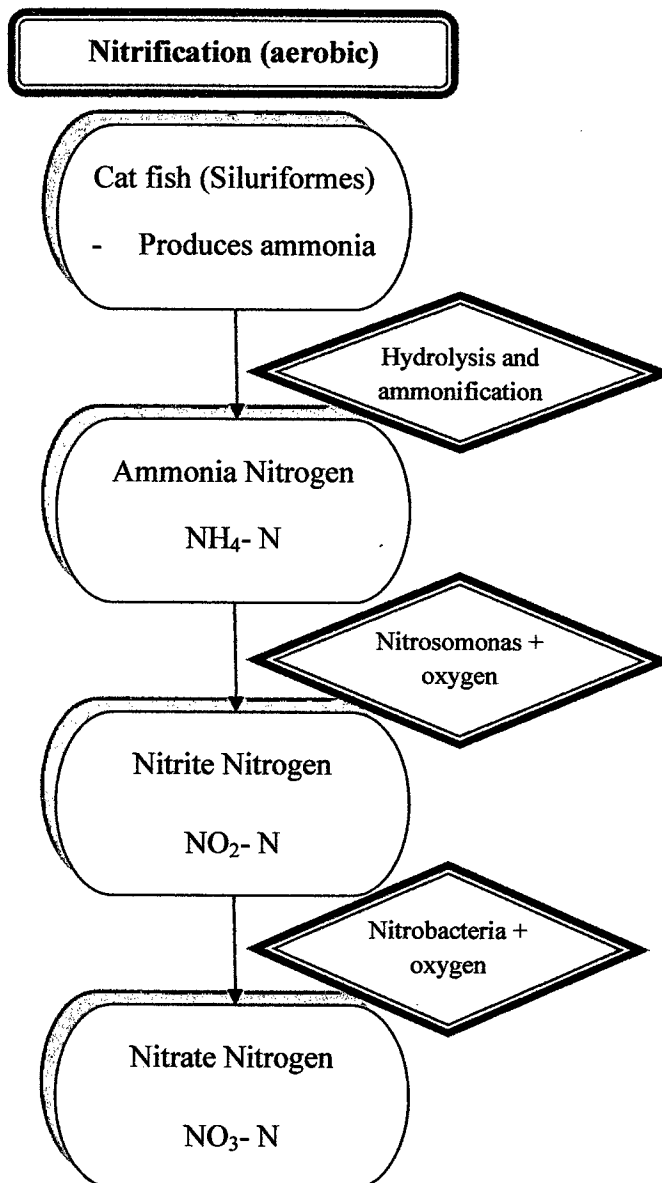 Nitrification (aerobic)
Cat fish (Siluriformes)
- Produces ammonia
Hydrolysis and
ammonification
Ammonia Nitrogen
NH₄- N
Nitrosomonas +
oxygen
Nitrite Nitrogen
NO₂- N
Nitrobacteria +
oxygen
Nitrate Nitrogen
NO₃- N